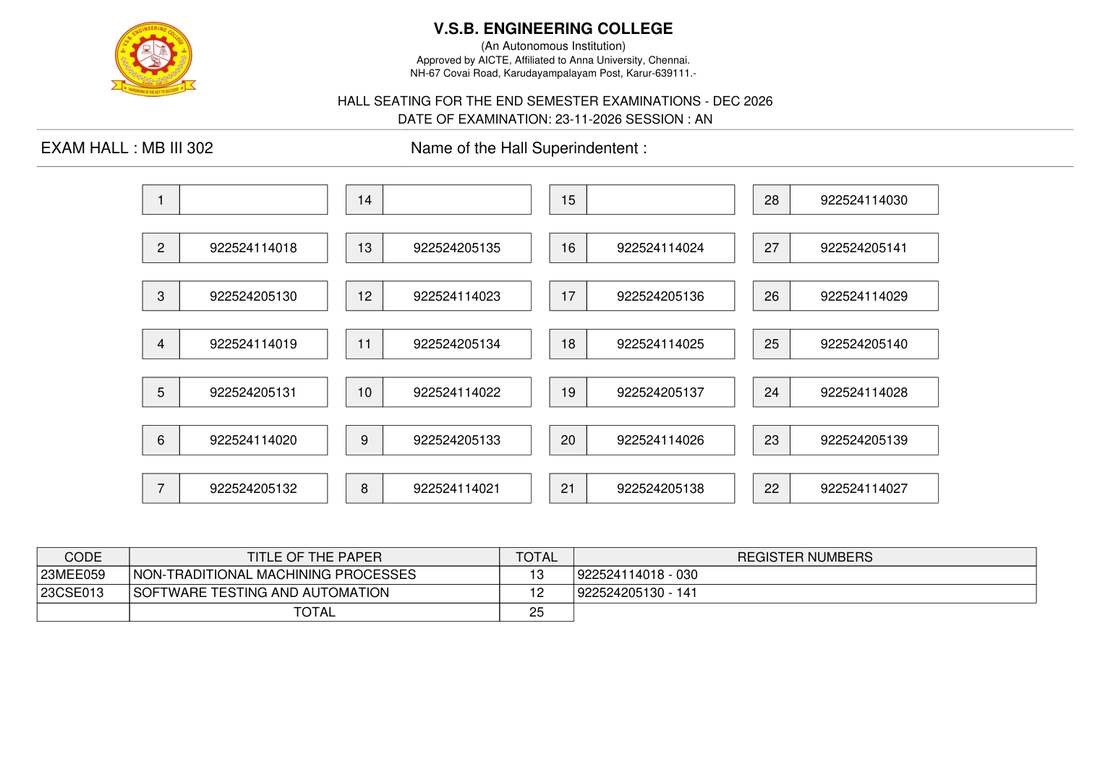 V.S.B. ENGINEERING COLLEGE
(An Autonomous Institution)
Approved by AICTE, Affiliated to Anna University, Chennai.
NH-67 Covai Road, Karudayampalayam Post, Karur-639111.-
HALL SEATING FOR THE END SEMESTER EXAMINATIONS - DEC 2026
DATE OF EXAMINATION: 23-11-2026 SESSION : AN
EXAM HALL : MB III 302 Name of the Hall Superindentent :
1 14 15 28 922524114030
2 922524114018 13 922524205135 16 922524114024 27 922524205141
3 922524205130 12 922524114023 17 922524205136 26 922524114029
4 922524114019 11 922524205134 18 922524114025 25 922524205140
5 922524205131 10 922524114022 19 922524205137 24 922524114028
6 922524114020 9 922524205133 20 922524114026 23 922524205139
7 922524205132 8 922524114021 21 922524205138 22 922524114027
CODE TITLE OF THE PAPER TOTAL REGISTER NUMBERS
23MEE059 NON-TRADITIONAL MACHINING PROCESSES 13 922524114018 - 030
23CSE013 SOFTWARE TESTING AND AUTOMATION 12 922524205130 - 141
TOTAL 25